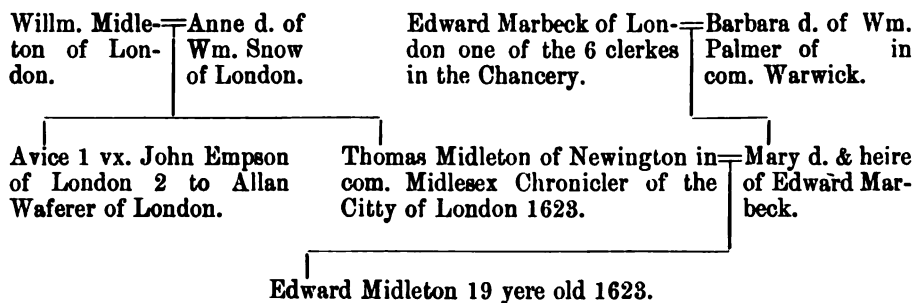 Willm. Midle-
ton of Lon-
don.
Anne d. of
Wm. Snow
of London.
Edward Marbeck of Lon-
don one of the 6 clerkes
in the Chancery.
Barbara d. of Wm.
Palmer of in
com. Warwick.
Avice 1 vx. John Empson
of London 2 to Allan
Waferer of London.
Thomas Midleton of Newington in
com. Midlesex Chronicler of the
Citty of London 1623.
Mary d. & heire
of Edward Mar-
beck.
Edward Midleton 19 yere old 1623.